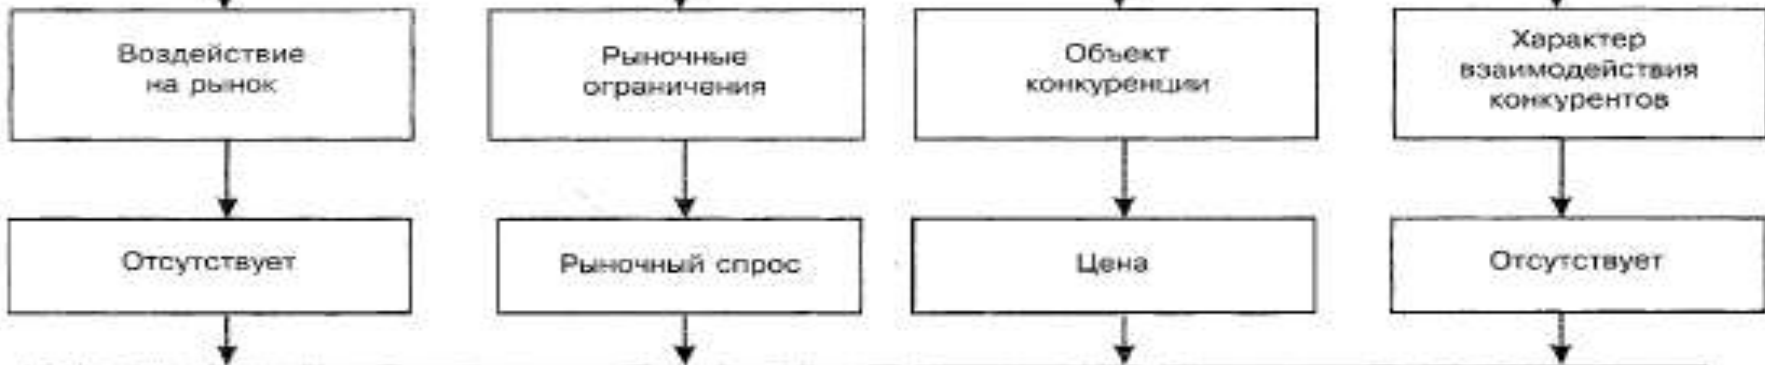 Воздействие
на рынок
Рыночные
ограничения
Объект
конкуренции
Характер
взаимодействия
конкурентов
Отсутствует
Рыночный спрос
Цена
Отсутствует